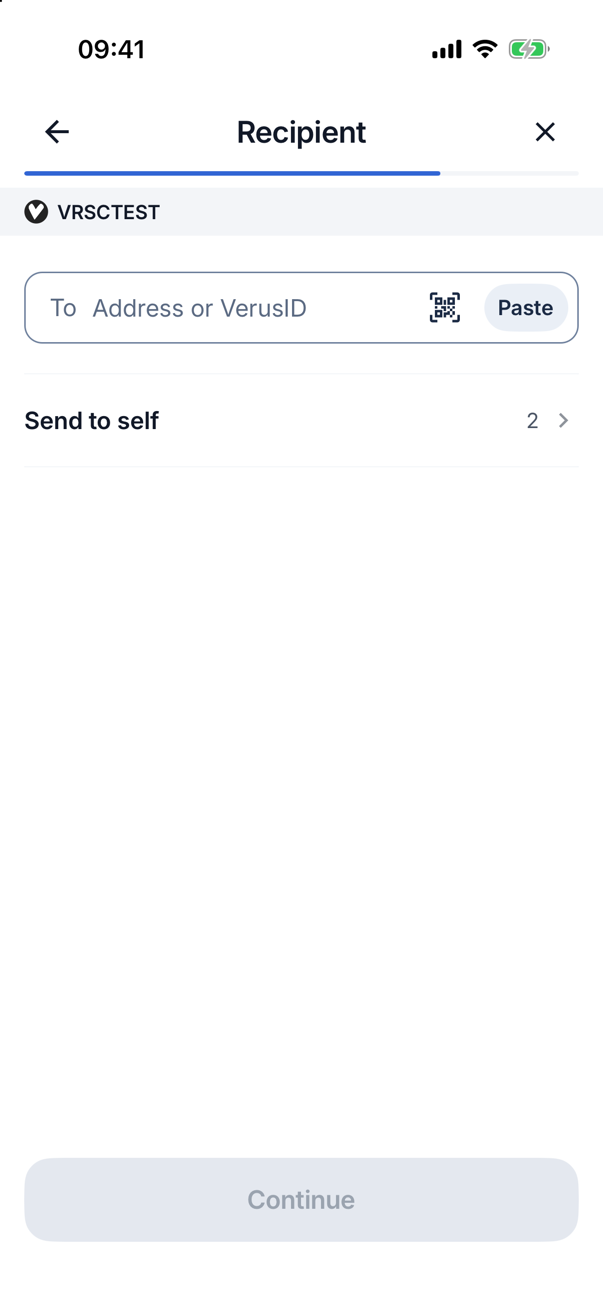 09:41
Recipient
VRSCTEST
To Address or VerusID Paste
Send to self 2
Continue